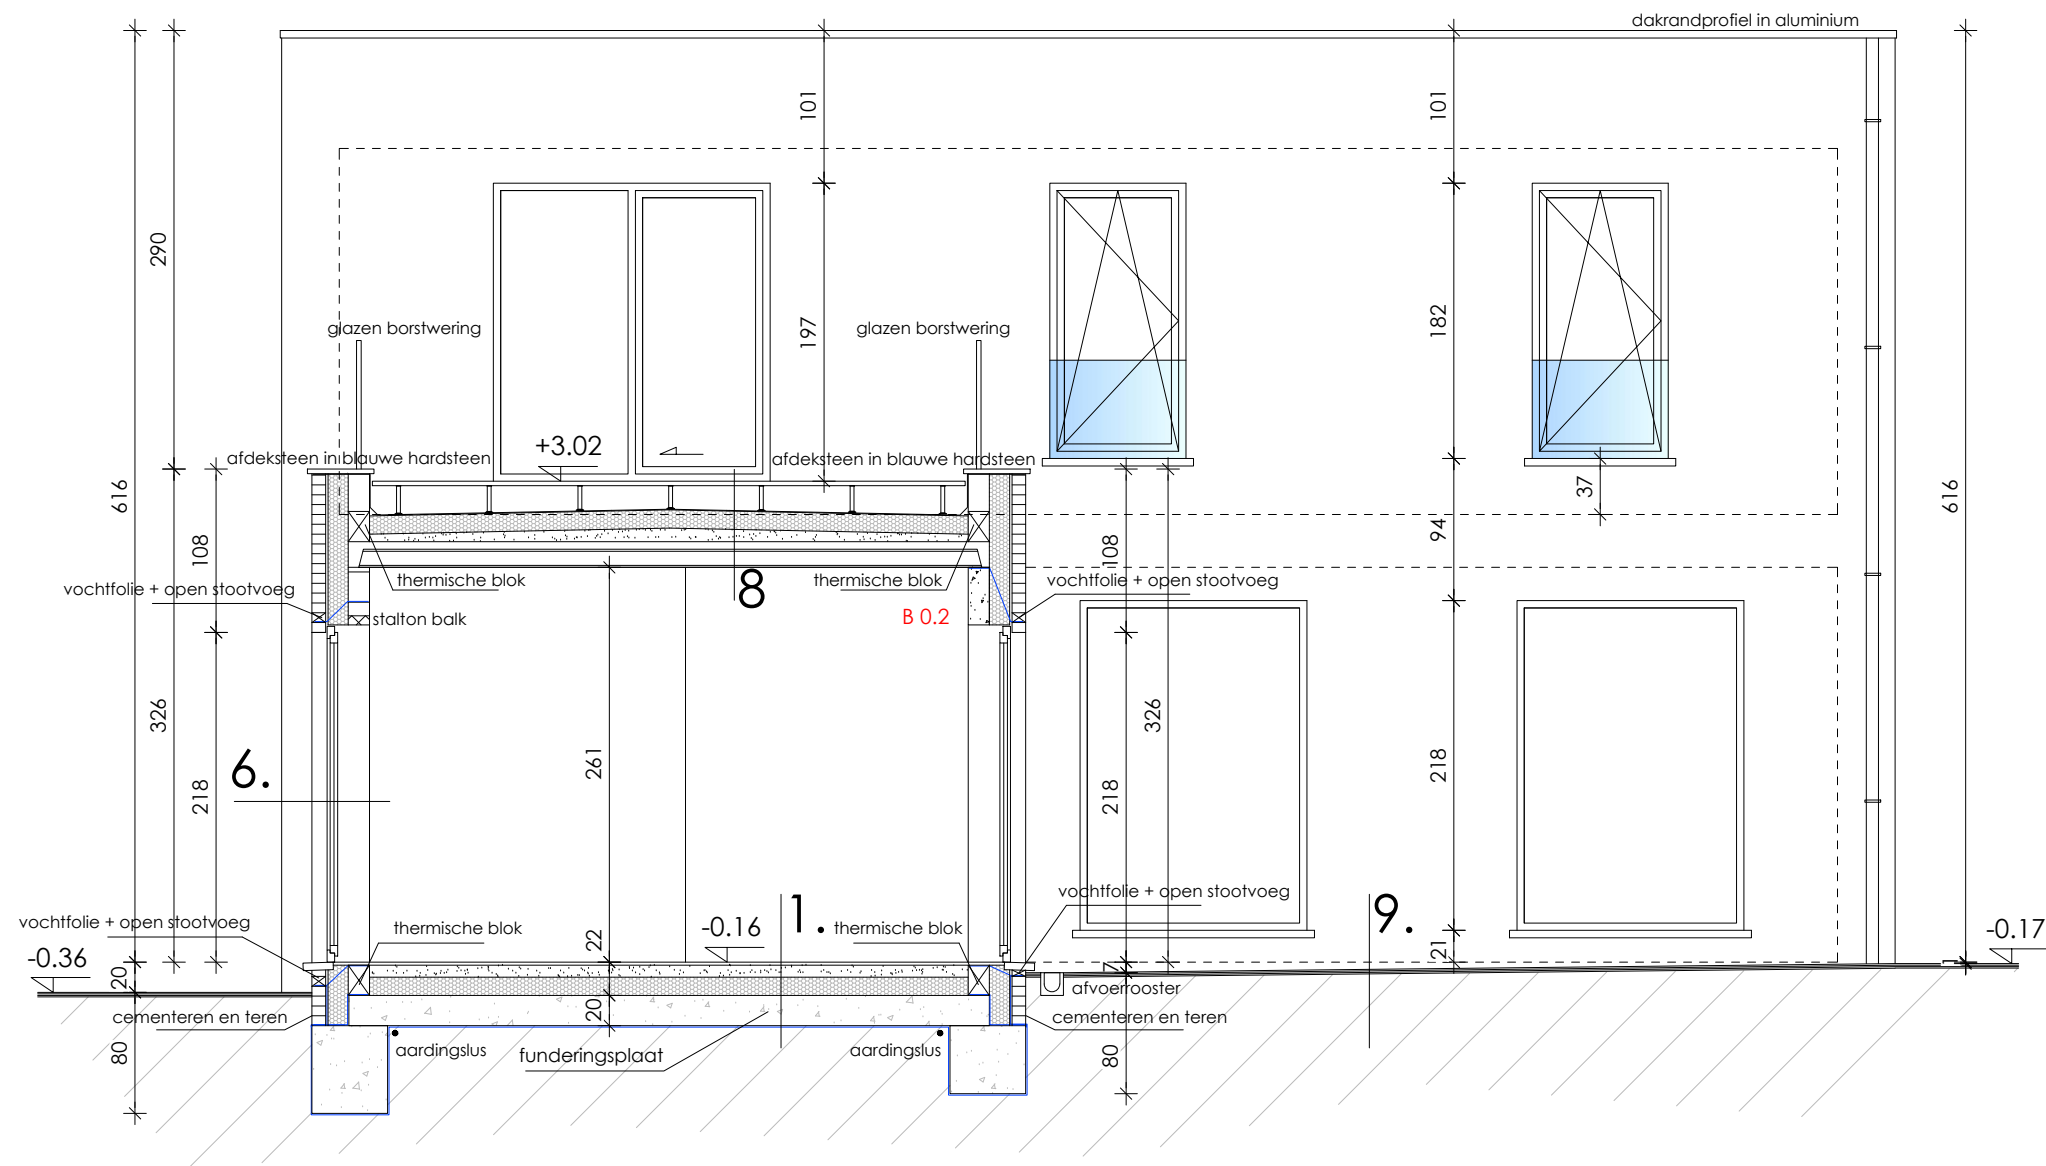 dakrandprofiel in aluminium
101
101
290
glazen borstwering
197
glazen borstwering
182
+3.02
afdeksteen in blauwe hardsteen
afdeksteen in blauwe hardsteen
616
37
616
108
94
108
thermische blok
8
thermische blok
vochtfolie + open stootvoeg
vochtfolie + open stootvoeg
stalton balk
B 0.2
326
326
6.
261
218
218
218
vochtfolie + open stootvoeg
1.
9.
vochtfolie + open stootvoeg
thermische blok
22
-0.16
thermische blok
21
-0.17
-0.36
20
7
afvoerrooster
cementeren en teren
20
cementeren en teren
80
aardingslus
funderingsplaat
aardingslus
80